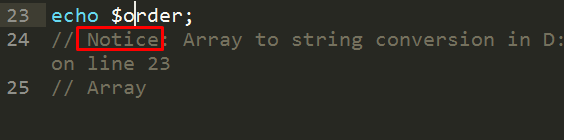 23 echo $order;
24 // Notice: Array to string conversion in D:
on line 23
25 // Array